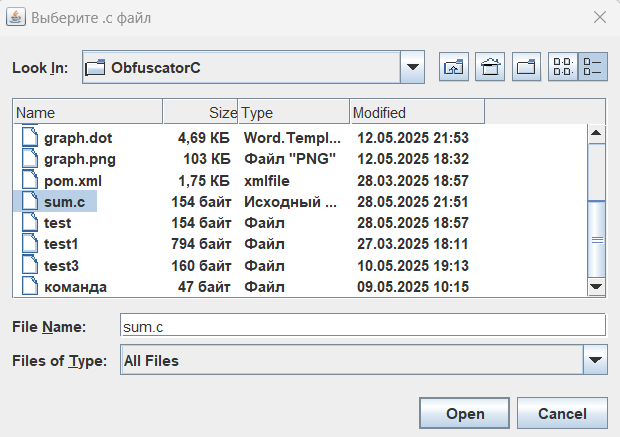 Выберите .c файл
Look In: ObfuscatorC
Name Size Type Modified
graph.dot 4,69 КБ Word.Templ... 12.05.2025 21:53
graph.png 103 КБ Файл "PNG" 12.05.2025 18:32
pom.xml 1,75 КБ xmlfile 28.03.2025 18:57
sum.c 154 байт Исходный ... 28.05.2025 21:51
test 154 байт Файл 28.05.2025 18:57
test1 794 байт Файл 27.03.2025 18:11
test3 160 байт Файл 10.05.2025 19:13
команда 47 байт Файл 09.05.2025 10:15
File Name: sum.c
Files of Type: All Files
Open Cancel